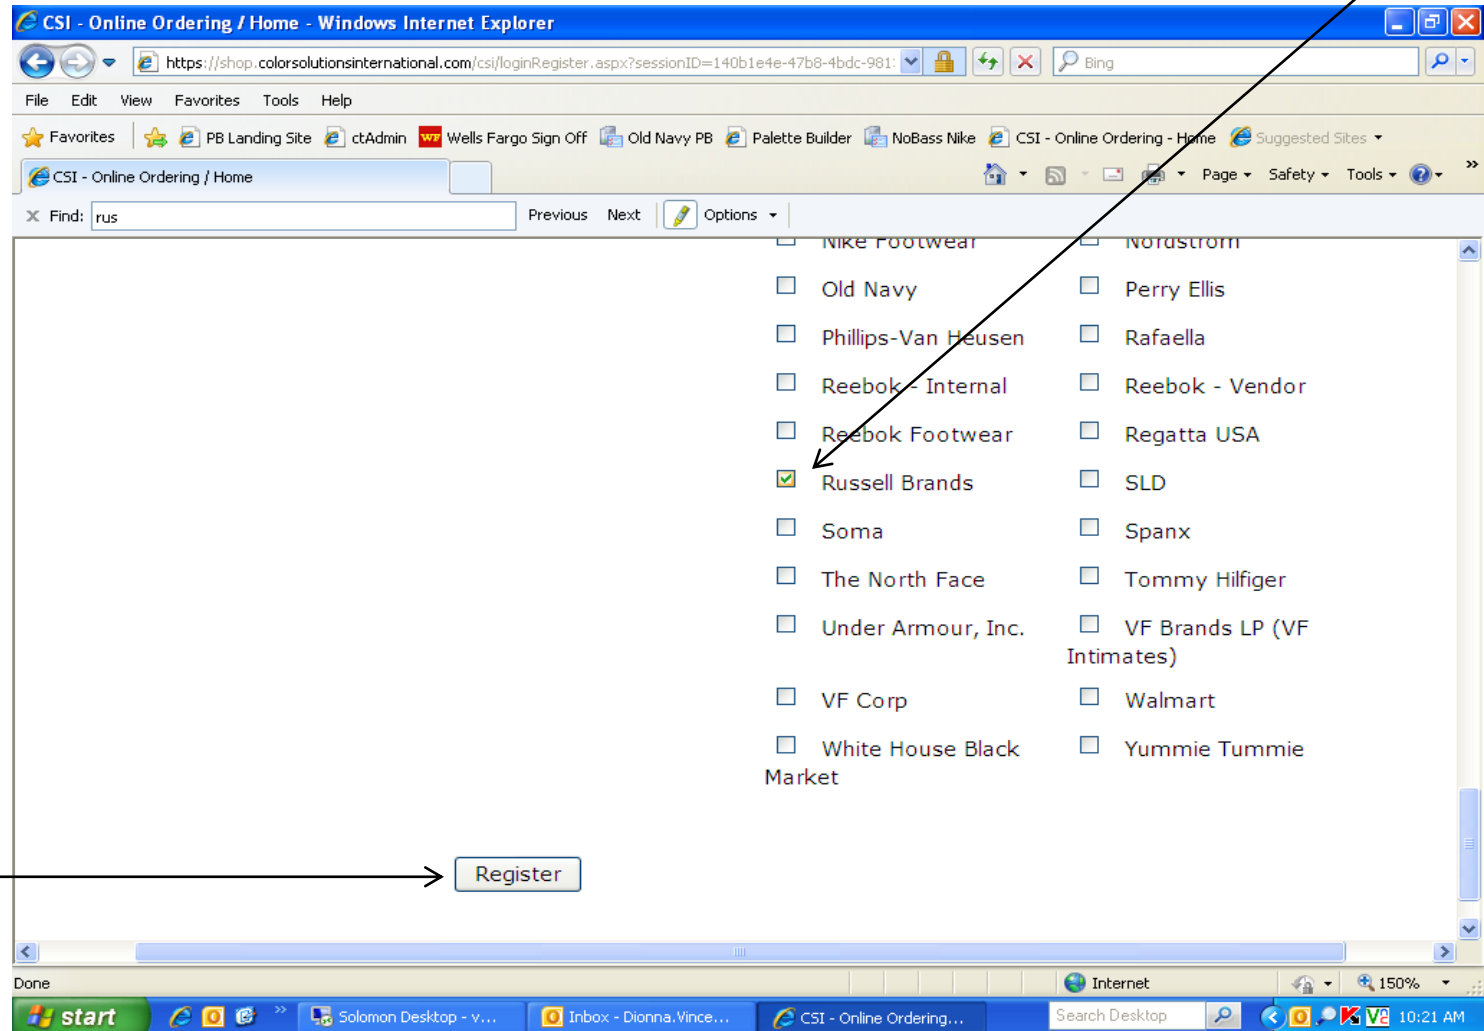 CSI - Online Ordering / Home - Windows Internet Explorer
https://shop.colorsolutionsinternational.com/csi/loginRegister.aspx?sessionID=140b1e4e-47b8-4bdc-981
Bing
File Edit View Favorites Tools Help
Favorites PB Landing Site ctAdmin WF Wells Fargo Sign Off Old Navy PB Palette Builder NoBass Nike CSI - Online Ordering - Home Suggested Sites
CSI - Online Ordering / Home
Page Safety Tools
Find: rus Previous Next Options
Nike Footwear Nordstrom
Old Navy Perry Ellis
Phillips-Van Heusen Rafaella
Reebok - Internal Reebok - Vendor
Reebok Footwear Regatta USA
Russell Brands SLD
Soma Spanx
The North Face Tommy Hilfiger
Under Armour, Inc. VF Brands LP (VF
Intimates)
VF Corp Walmart
White House Black Yummie Tummie
Market
Register
Done Internet 150%
start Solomon Desktop - v... Inbox - Dionna.Vince... CSI - Online Ordering... Search Desktop 10:21 AM